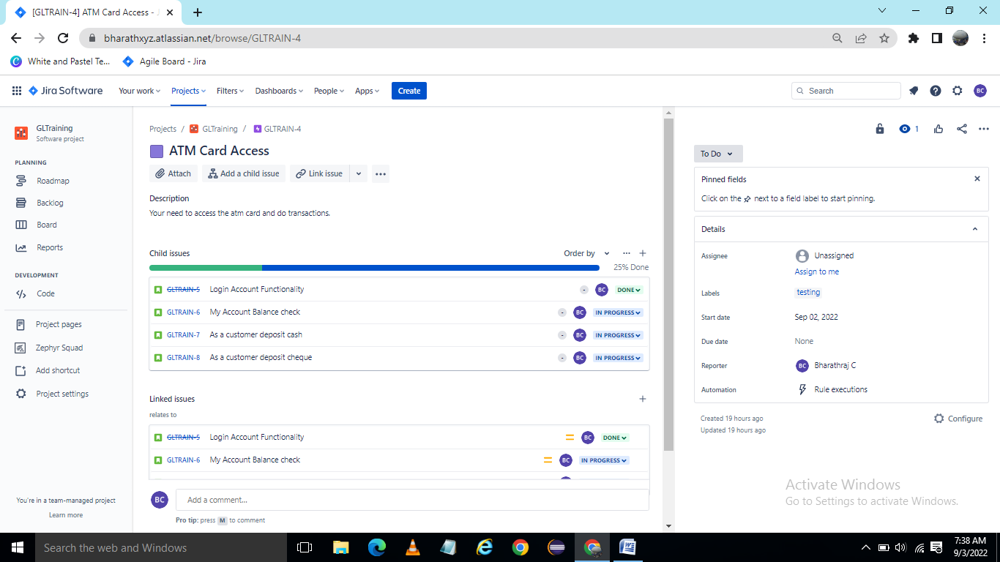 [GLTRAIN-4] ATM Card Access - J
bharathxyz.atlassian.net/browse/GLTRAIN-4
White and Pastel Te...
Agile Board - Jira
Jira Software
Your work
Projects
Filters
Dashboards
People
Apps
Create
Search
BC
GLTraining
Software project
PLANNING
Roadmap
Backlog
Board
Reports
DEVELOPMENT
Code
Project pages
Zephyr Squad
Add shortcut
Project settings
You're in a team-managed project
Learn more
Projects / GLTraining / GLTRAIN-4
ATM Card Access
Attach
Add a child issue
Link issue
Description
Your need to access the atm card and do transactions.
Child issues
Order by
25% Done
GLTRAIN-5 Login Account Functionality - BC DONE
GLTRAIN-6 My Account Balance check - BC IN PROGRESS
GLTRAIN-7 As a customer deposit cash - BC IN PROGRESS
GLTRAIN-8 As a customer deposit cheque - BC IN PROGRESS
Linked issues
relates to
GLTRAIN-5 Login Account Functionality BC DONE
GLTRAIN-6 My Account Balance check BC IN PROGRESS
BC
Add a comment...
Pro tip: press M to comment
1
To Do
Pinned fields
Click on the next to a field label to start pinning.
Details
Assignee
Unassigned
Assign to me
Labels
testing
Start date
Sep 02, 2022
Due date
None
Reporter
BC Bharathraj C
Automation
Rule executions
Created 19 hours ago
Updated 19 hours ago
Configure
Activate Windows
Go to Settings to activate Windows.
Search the web and Windows
7:38 AM
9/3/2022